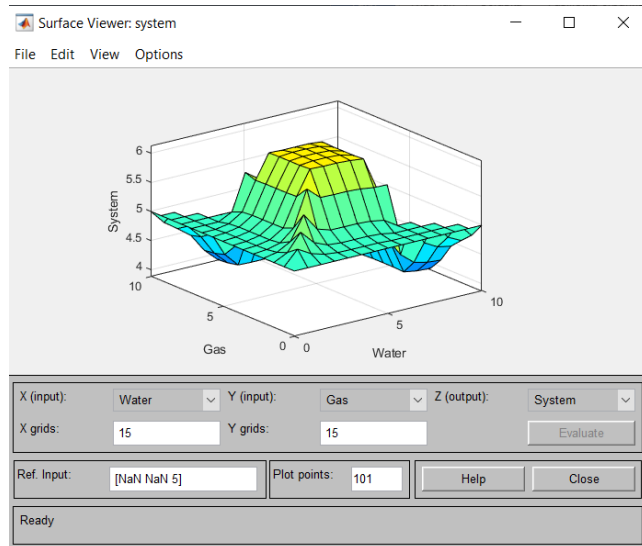 Surface Viewer: system
File Edit View Options
6
5.5
5
4.5
4
System
10
5
0
Gas
0
5
10
Water
X (input): Water Y (input): Gas Z (output): System
X grids: 15 Y grids: 15 Evaluate
Ref. Input: [NaN NaN 5] Plot points: 101 Help Close
Ready